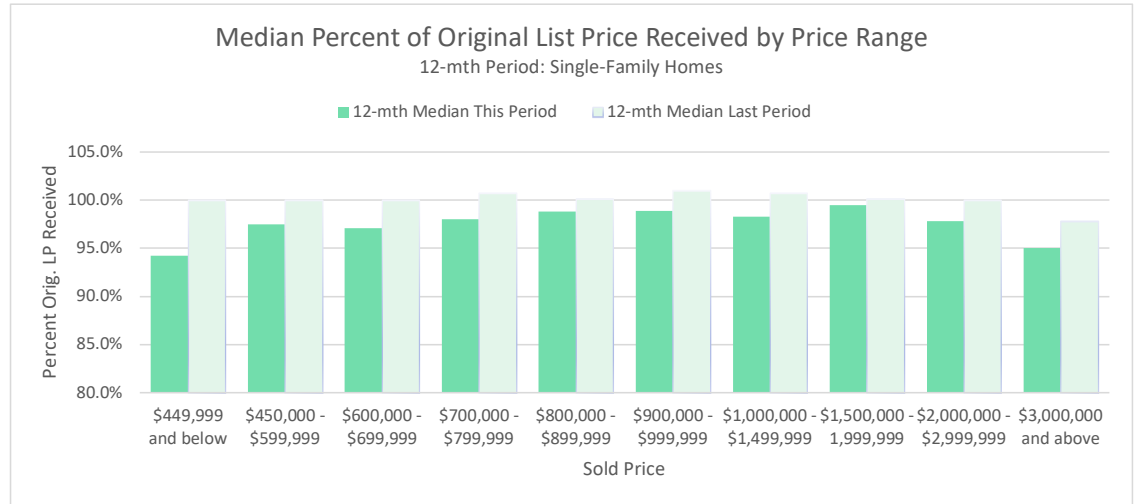 Median Percent of Original List Price Received by Price Range
12-mth Period: Single-Family Homes
12-mth Median This Period 12-mth Median Last Period
Percent Orig. LP Received
105.0%
100.0%
95.0%
90.0%
85.0%
80.0%
$449,999 $450,000 - $600,000 - $700,000 - $800,000 - $900,000 - $1,000,000 - $1,500,000 - $2,000,000 - $3,000,000
and below $599,999 $699,999 $799,999 $899,999 $999,999 $1,499,999 1,999,999 $2,999,999 and above
Sold Price